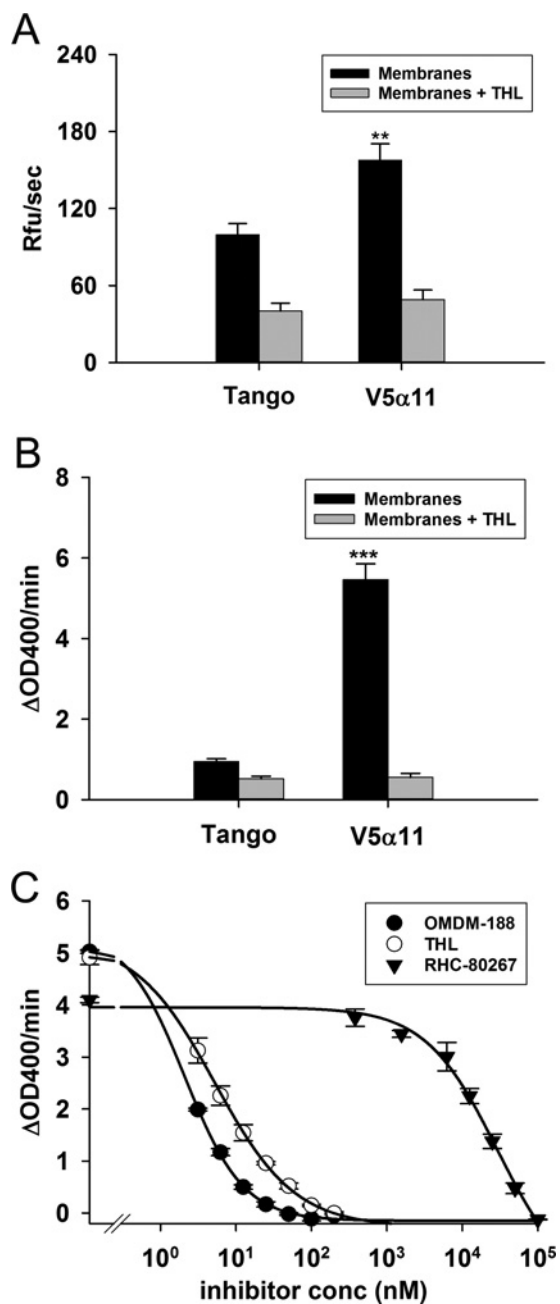 A
240
180
120
60
0
Rfu/sec
Membranes
Membranes + THL
**
Tango
V5α11
B
8
6
4
2
0
ΔOD400/min
Membranes
Membranes + THL
***
Tango
V5α11
C
6
5
4
3
2
1
0
ΔOD400/min
OMDM-188
THL
RHC-80267
10⁰ 10¹ 10² 10³ 10⁴ 10⁵
inhibitor conc (nM)